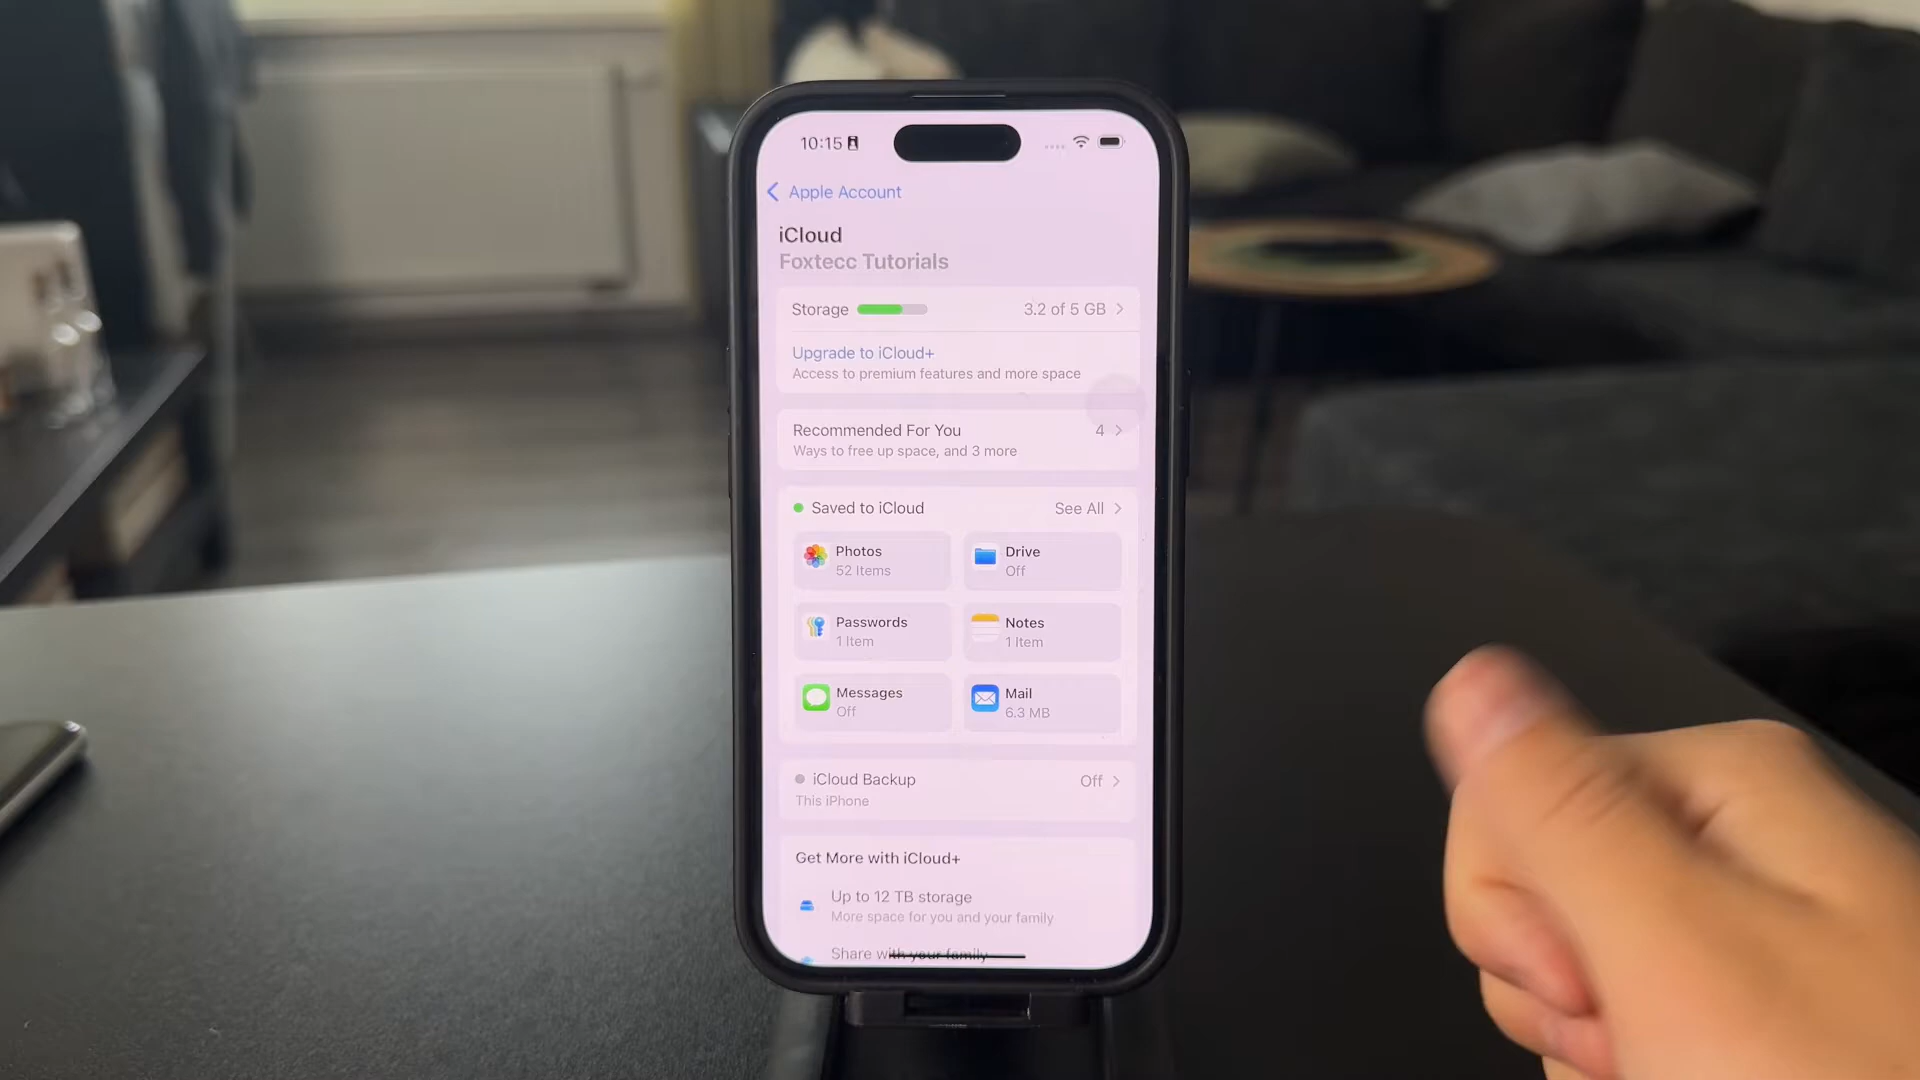 10:15
Apple Account
iCloud
Foxtecc Tutorials
Storage 3.2 of 5 GB
Upgrade to iCloud+
Access to premium features and more space
Recommended For You 4
Ways to free up space, and 3 more
Saved to iCloud See All
Photos
52 Items
Drive
Off
Passwords
1 Item
Notes
1 Item
Messages
Off
Mail
6.3 MB
iCloud Backup Off
This iPhone
Get More with iCloud+
Up to 12 TB storage
More space for you and your family
Share with your family